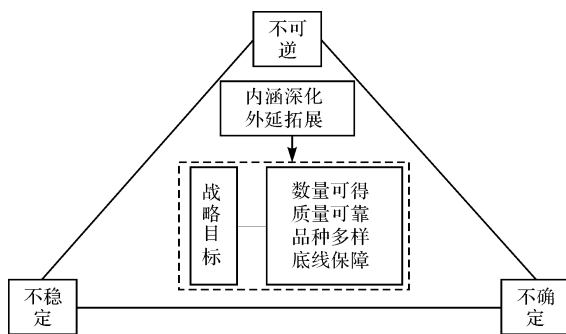 不可
逆
内涵深化
外延拓展
战
略
目
标
数量可得
质量可靠
品种多样
底线保障
不稳
定
不确
定